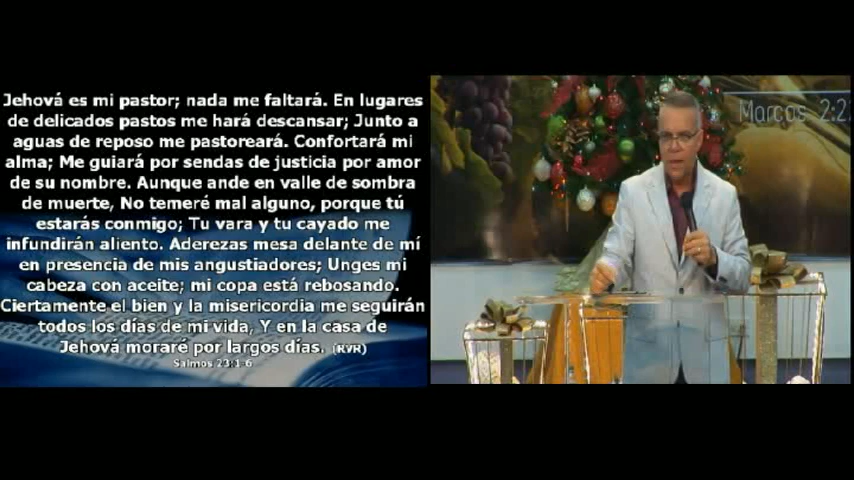 Jehová es mi pastor; nada me faltará. En lugares
de delicados pastos me hará descansar; Junto a
aguas de reposo me pastoreará. Confortará mi
alma; Me guiará por sendas de justicia por amor
de su nombre. Aunque ande en valle de sombra
de muerte, No temeré mal alguno, porque tú
estarás conmigo; Tu vara y tu cayado me
infundirán aliento. Aderezas mesa delante de mí
en presencia de mis angustiadores; Unges mi
cabeza con aceite; mi copa está rebosando.
Ciertamente el bien y la misericordia me seguirán
todos los días de mi vida, Y en la casa de
Jehová moraré por largos días. (RVR)
Salmos 23:1-6
Marcos 2:2